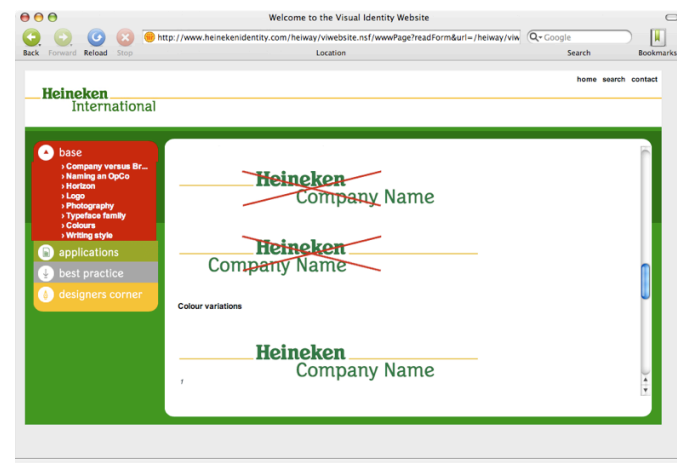 Welcome to the Visual Identity Website
http://www.heinekenidentity.com/heiway/viwebsite.nsf/wwwPage?readForm&url=/heiway/viw
Google
Back Forward Reload Stop Location Search Bookmarks
home search contact
Heineken
International
base
› Company versus Br...
› Naming an OpCo
› Horizon
› Logo
› Photography
› Typeface family
› Colours
› Writing style
applications
best practice
designers corner
Heineken
Company Name
Heineken
Company Name
Colour variations
Heineken
Company Name